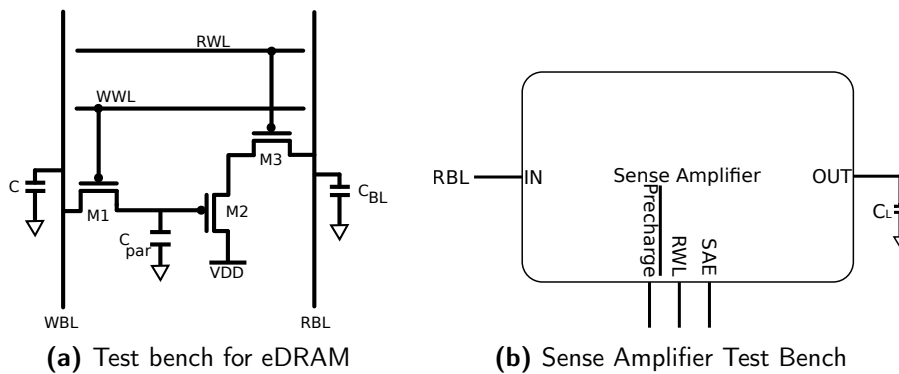 RWL
WWL
M3
C
M1
M2
C BL
C par
VDD
WBL
RBL
(a) Test bench for eDRAM
RBL
IN
Sense Amplifier
OUT
C L
Precharge
RWL
SAE
(b) Sense Amplifier Test Bench